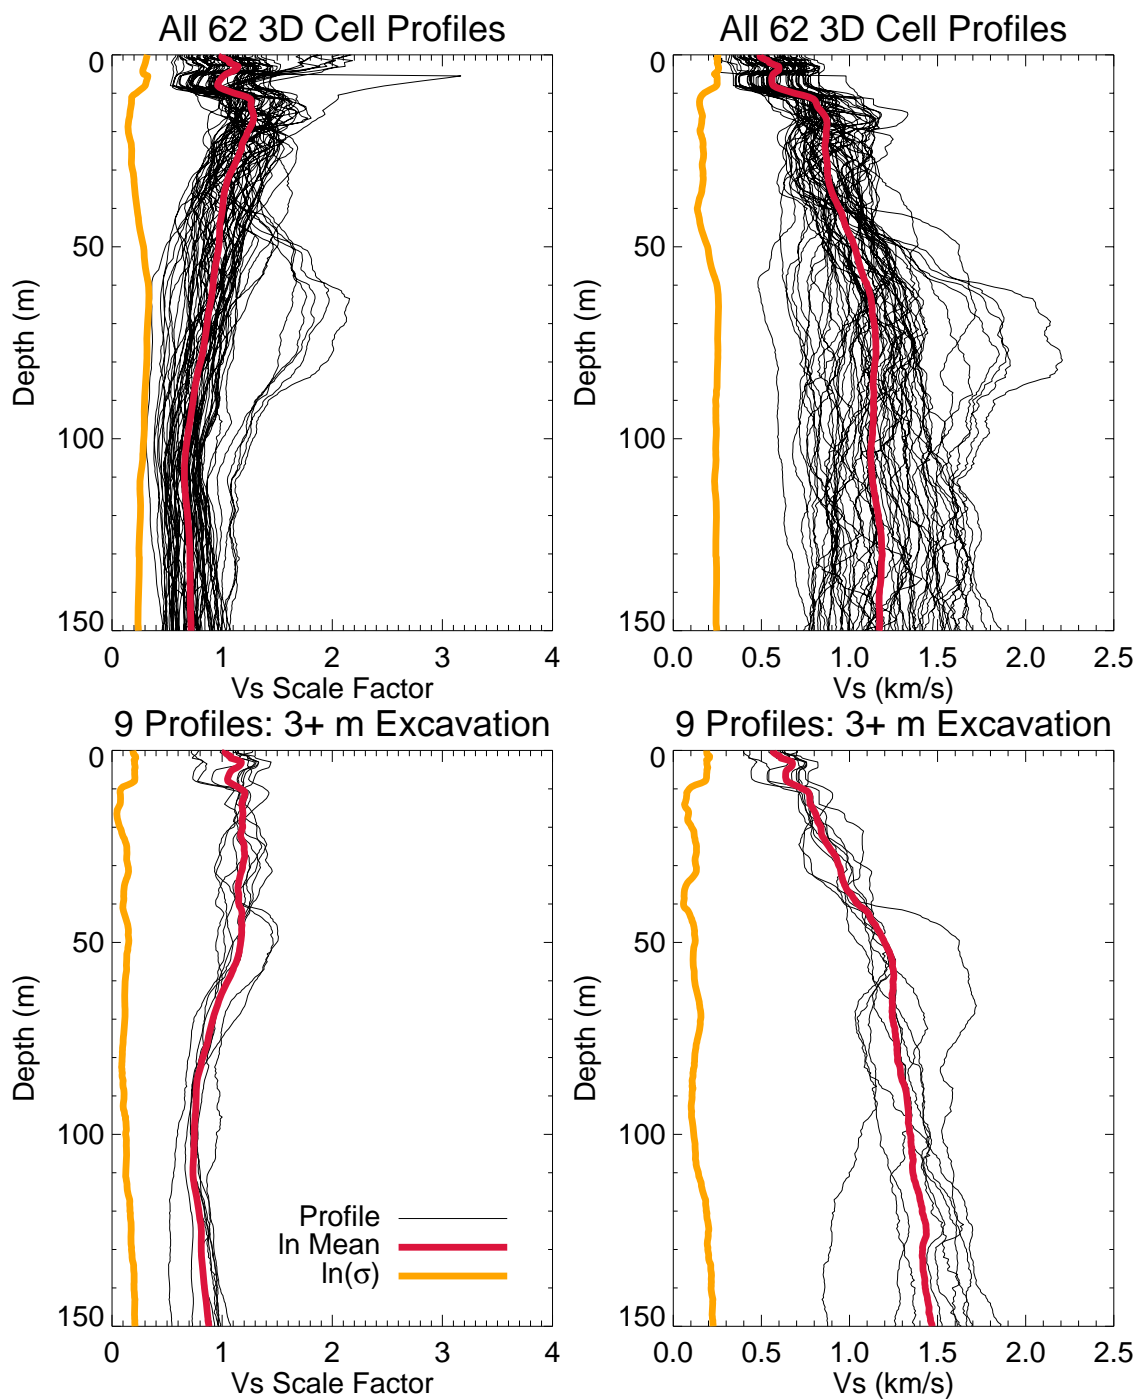 All 62 3D Cell Profiles
All 62 3D Cell Profiles
0
50
100
150
Depth (m)
0 1 2 3 4
Vs Scale Factor
0
50
100
150
Depth (m)
0.0 0.5 1.0 1.5 2.0 2.5
Vs (km/s)
9 Profiles: 3+ m Excavation
9 Profiles: 3+ m Excavation
0
50
100
150
Depth (m)
Profile
ln Mean
ln(σ)
0 1 2 3 4
Vs Scale Factor
0
50
100
150
Depth (m)
0.0 0.5 1.0 1.5 2.0 2.5
Vs (km/s)